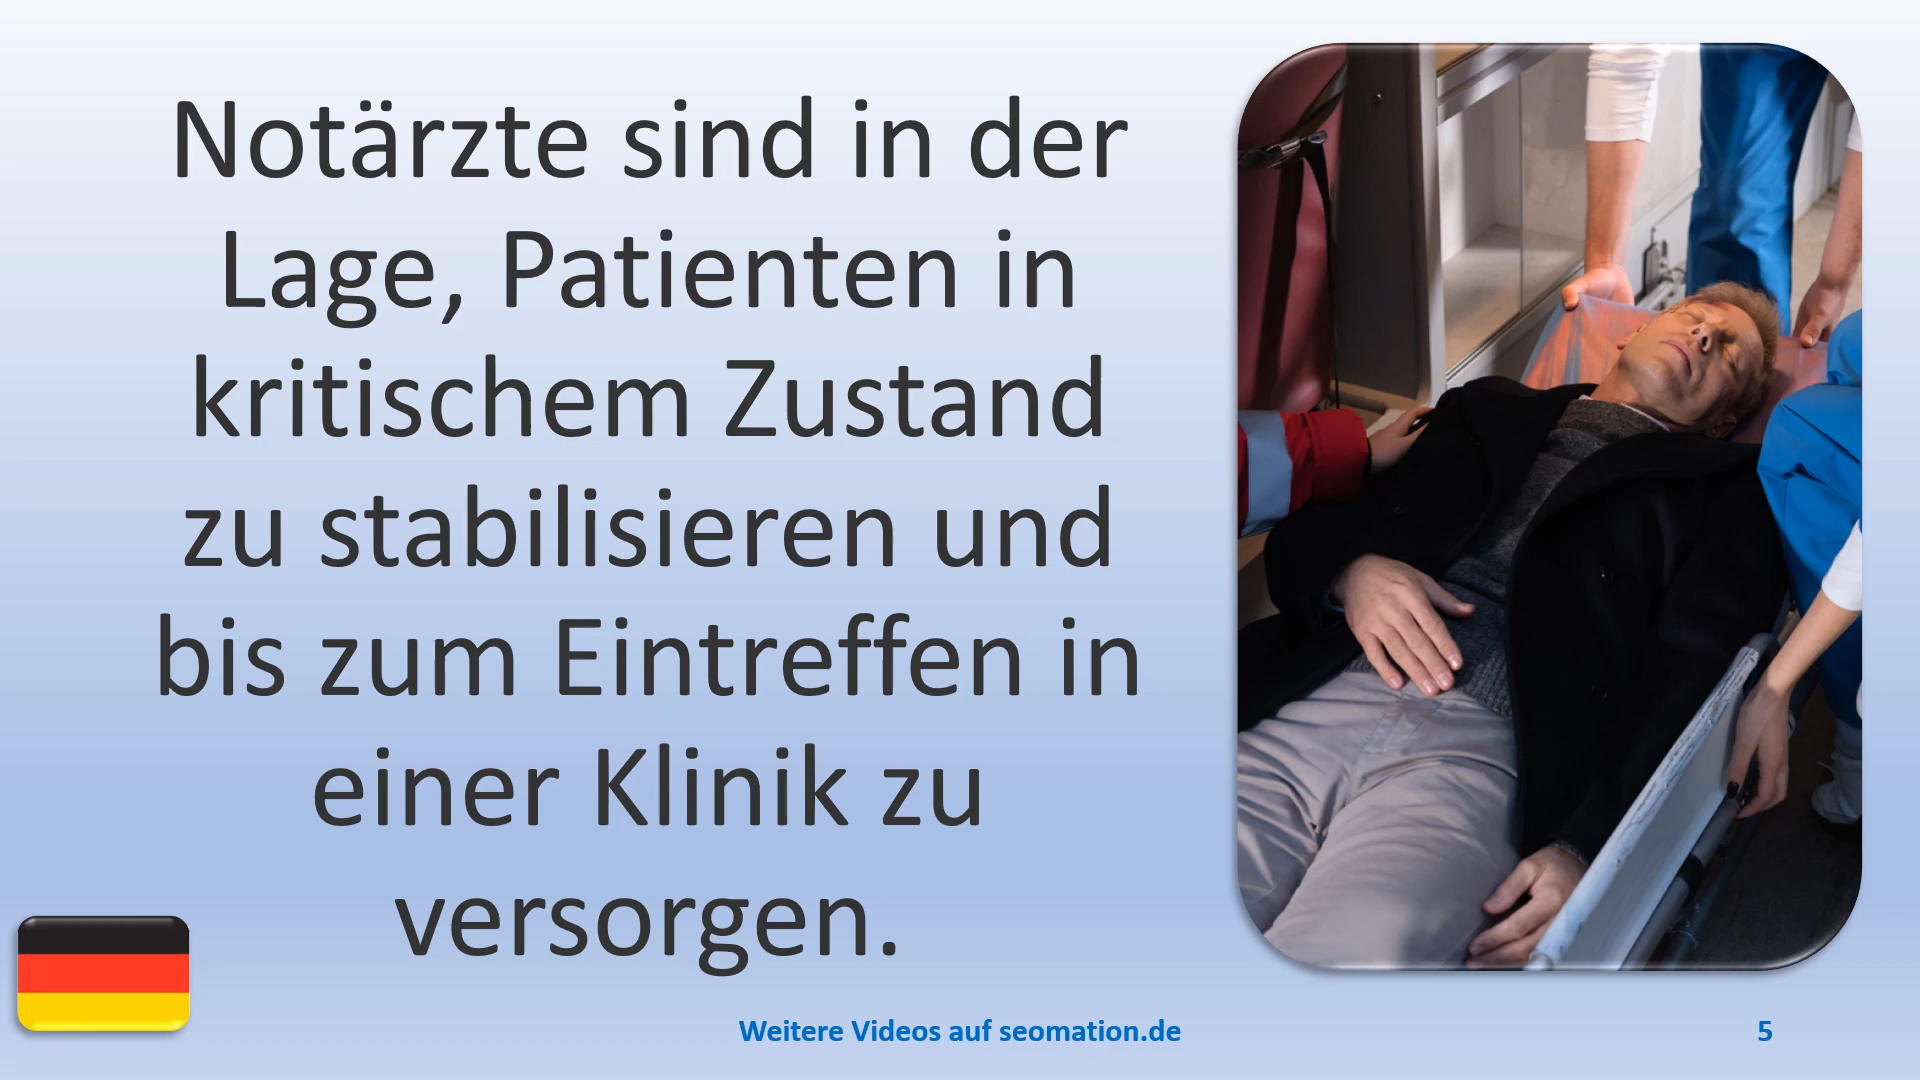 Notärzte sind in der
Lage, Patienten in
kritischem Zustand
zu stabilisieren und
bis zum Eintreffen in
einer Klinik zu
versorgen.
Weitere Videos auf seomation.de
5